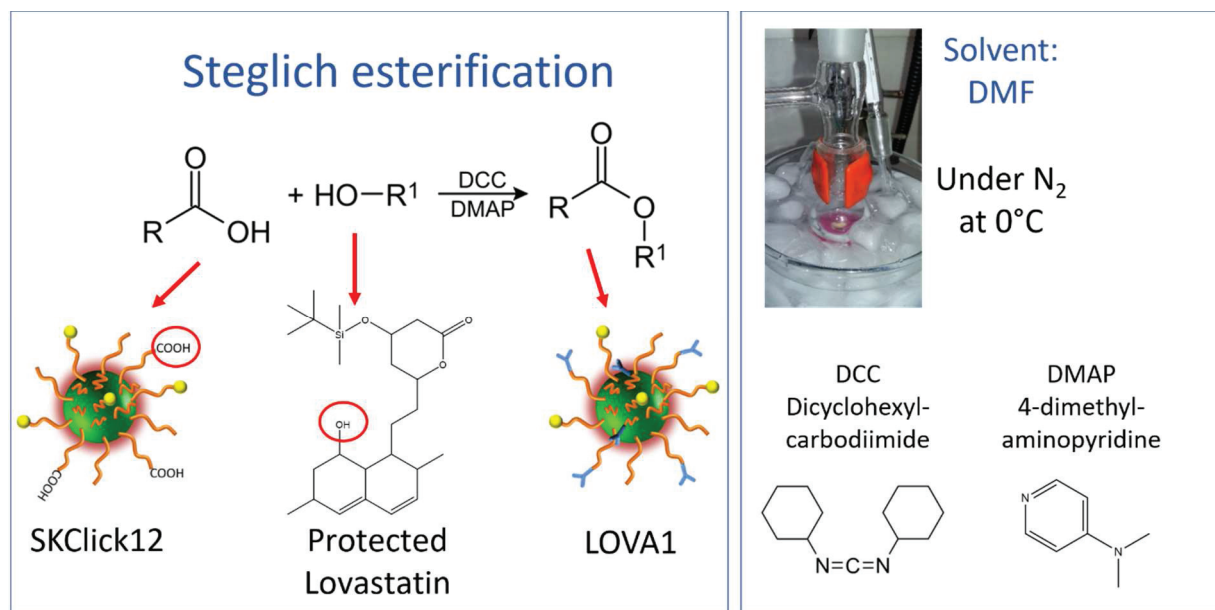 Steglich esterification
O
R
OH
+ HO—R¹
DCC
DMAP
O
R
O
R¹
COOH
COOH
COOH
SKClick12
Si
O
O
O
OH
Protected
Lovastatin
LOVA1
Solvent:
DMF
Under N₂
at 0°C
DCC
Dicyclohexyl-
carbodiimide
N=C=N
DMAP
4-dimethyl-
aminopyridine
N
N